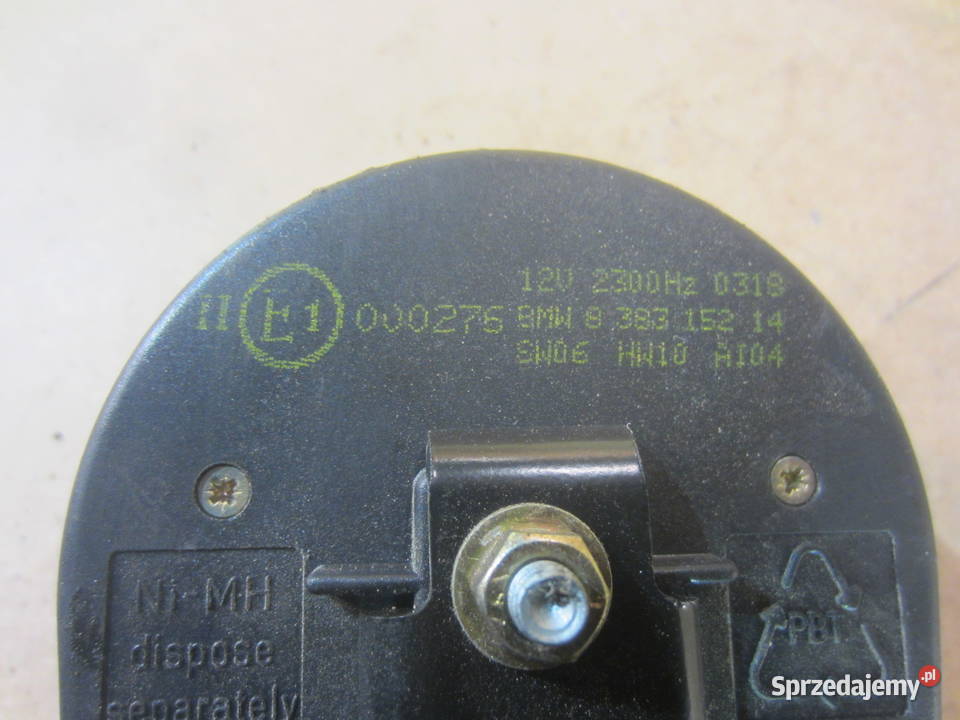 12V 2300Hz 0318
II E1 000276 BMW 8 383 152 14
SW06 HW10 AI04
Ni-MH
dispose
separately
PBT
Sprzedajemy.pl